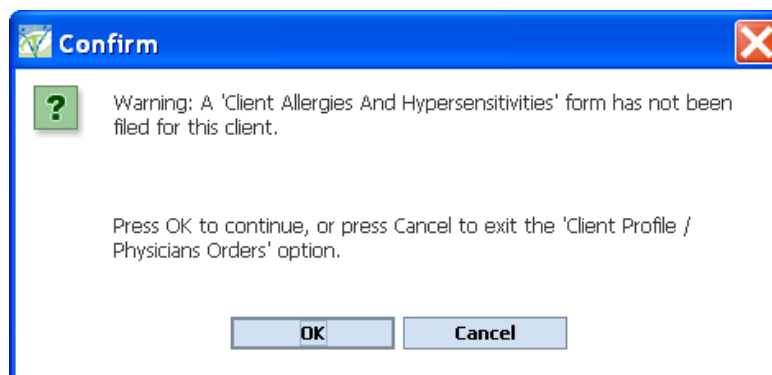 Confirm
Warning: A 'Client Allergies And Hypersensitivities' form has not been
filed for this client.
Press OK to continue, or press Cancel to exit the 'Client Profile /
Physicians Orders' option.
OK
Cancel